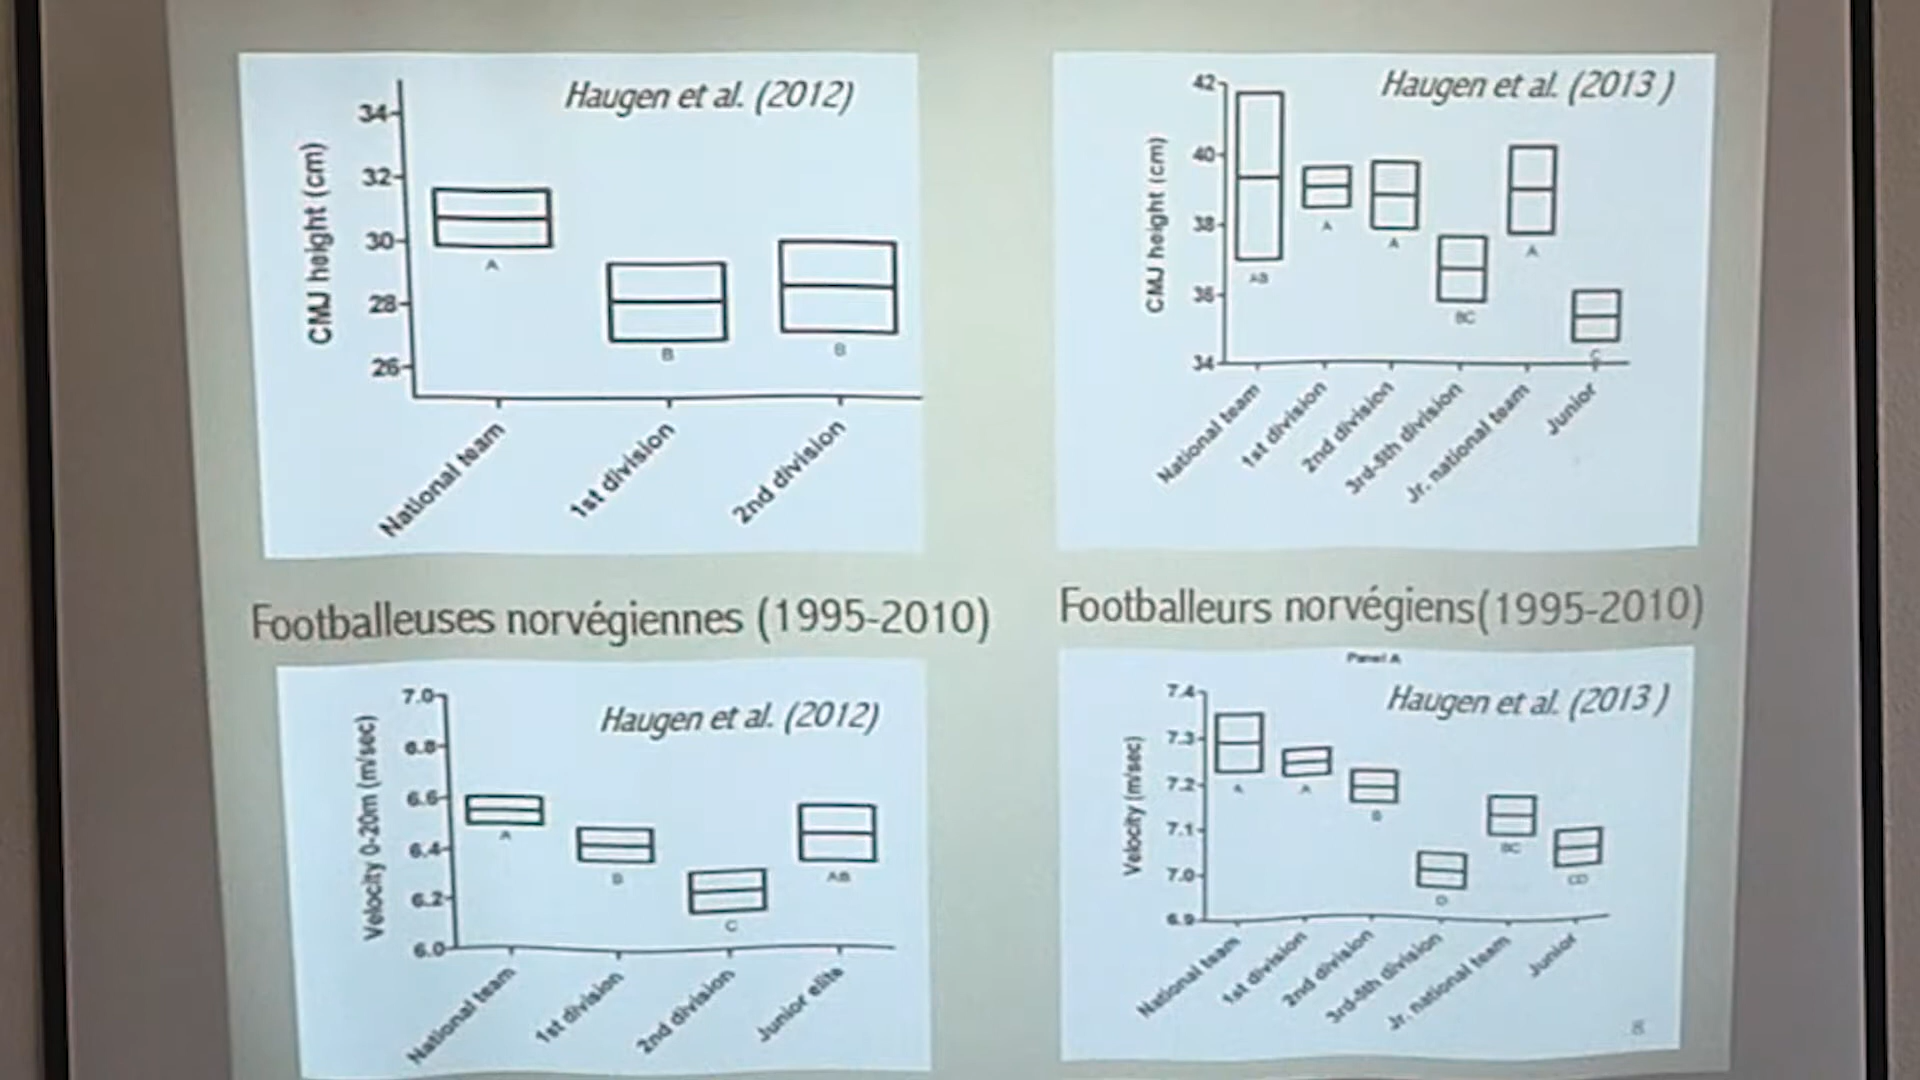 Haugen et al. (2012)
CMJ height (cm)
34
32
30
28
26
A
B
B
National team
1st division
2nd division
Haugen et al. (2013 )
CMJ height (cm)
42
40
38
36
34
AB
A
A
BC
A
C
National team
1st division
2nd division
3rd-5th division
Jr. national team
Junior
Footballeuses norvégiennes (1995-2010)
Footballeurs norvégiens(1995-2010)
Haugen et al. (2012)
Velocity 0-20m (m/sec)
7.0
6.8
6.6
6.4
6.2
6.0
A
B
C
AB
National team
1st division
2nd division
Junior elite
Panel A
Haugen et al. (2013 )
Velocity (m/sec)
7.4
7.3
7.2
7.1
7.0
6.9
A
A
B
D
BC
CD
National team
1st division
2nd division
3rd-5th division
Jr. national team
Junior
8